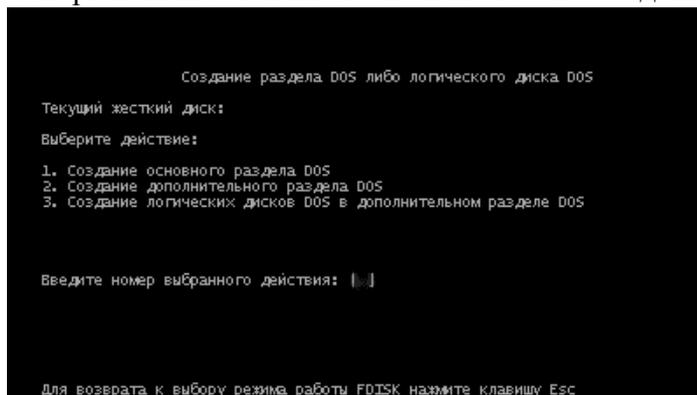 Создание раздела DOS либо логического диска DOS
Текущий жесткий диск:
Выберите действие:
1. Создание основного раздела DOS
2. Создание дополнительного раздела DOS
3. Создание логических дисков DOS в дополнительном разделе DOS
Введите номер выбранного действия: [ ]
Для возврата к выбору режима работы FDISK нажмите клавишу Esc